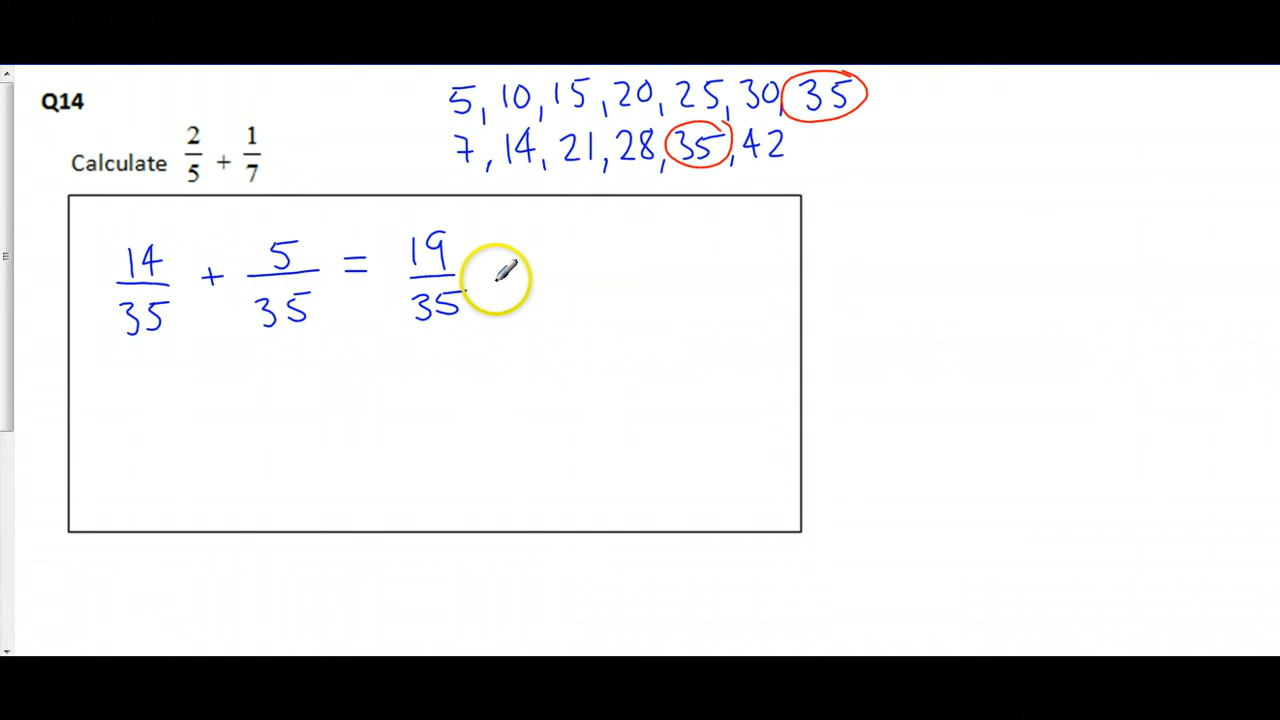 Q14
5, 10, 15, 20, 25, 30, 35
7, 14, 21, 28, 35, 42
Calculate 2/5 + 1/7
14/35 + 5/35 = 19/35